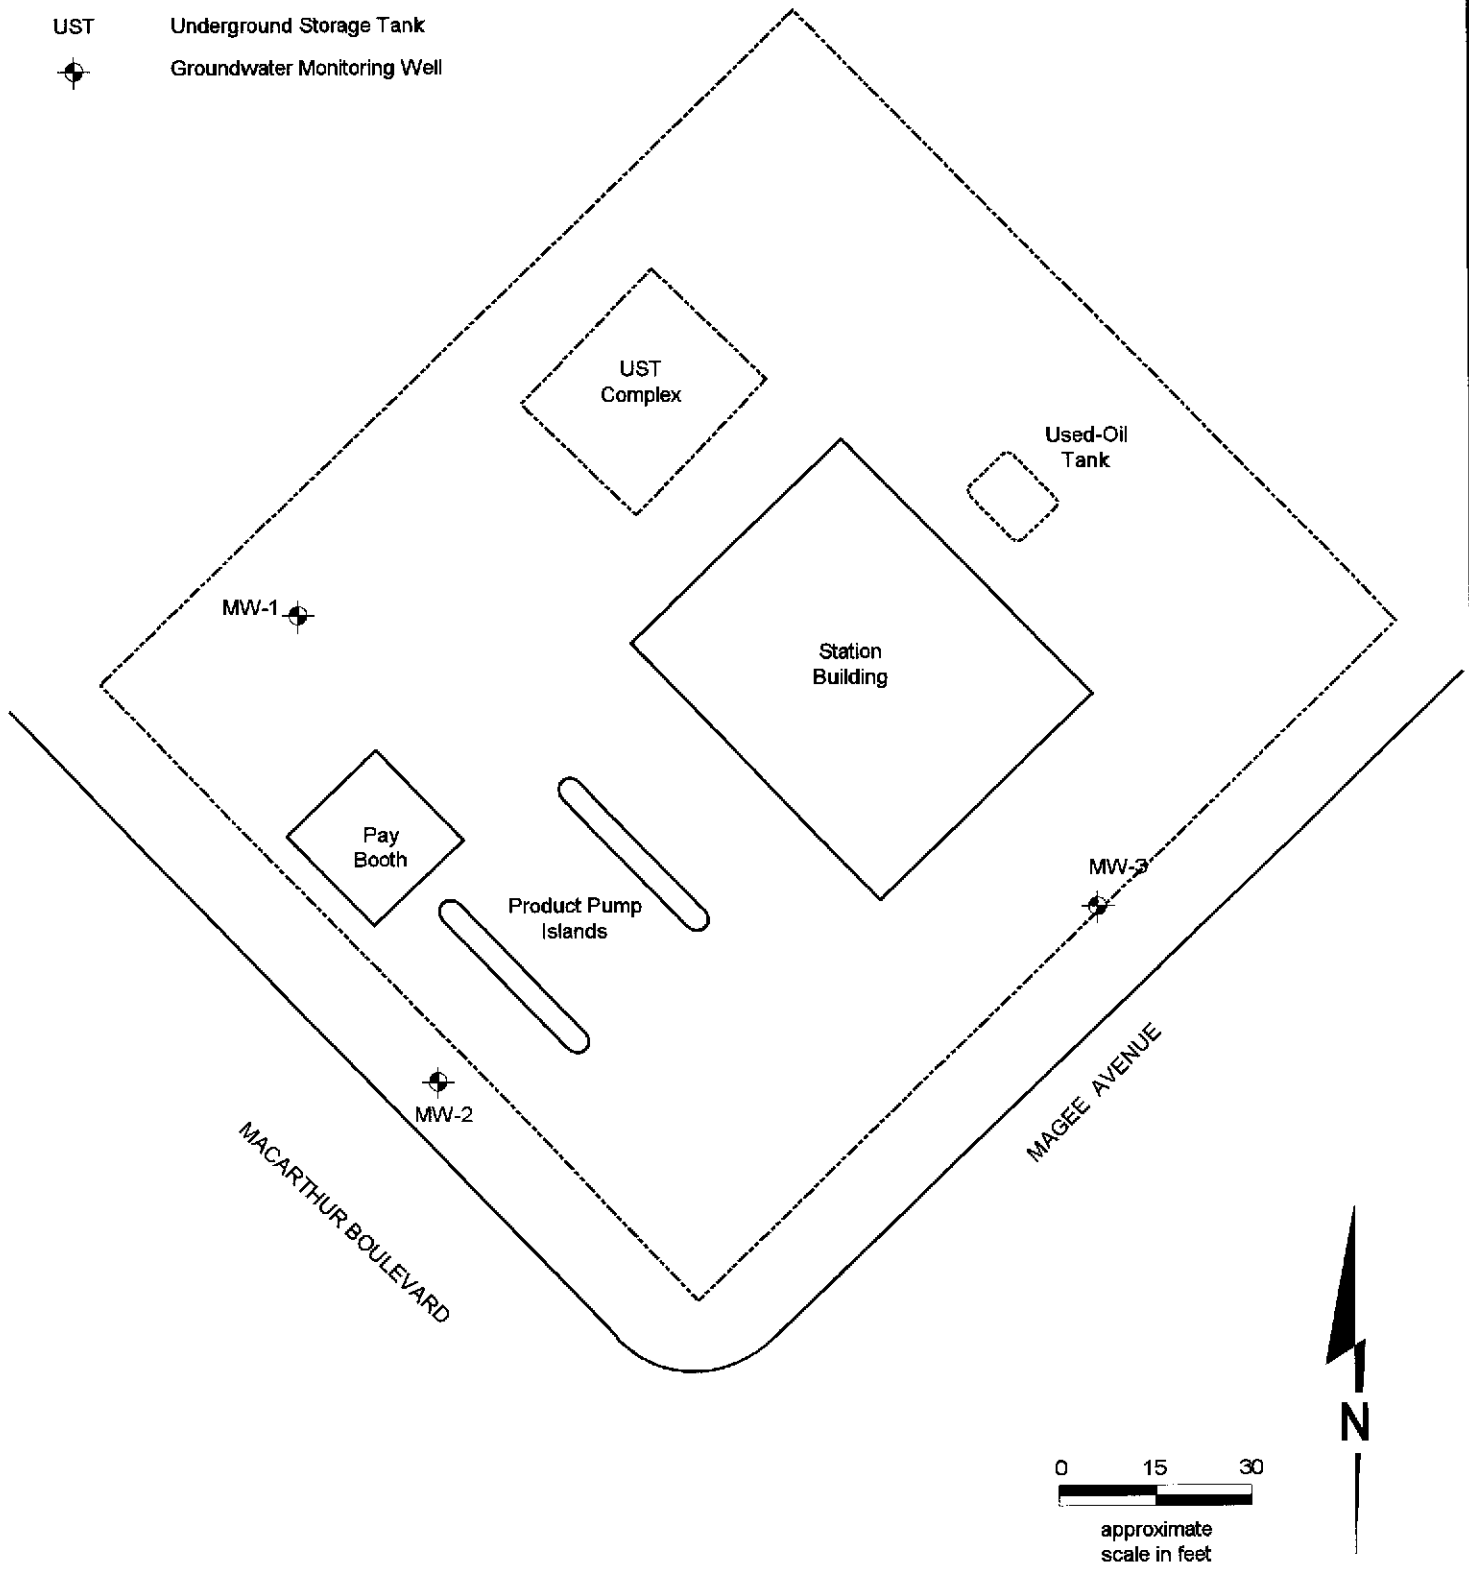 UST Underground Storage Tank
Groundwater Monitoring Well
UST
Complex
Used-Oil
Tank
MW-1
Station
Building
Pay
Booth
MW-3
Product Pump
Islands
MW-2
MAGEE AVENUE
MACARTHUR BOULEVARD
N
0 15 30
approximate
scale in feet